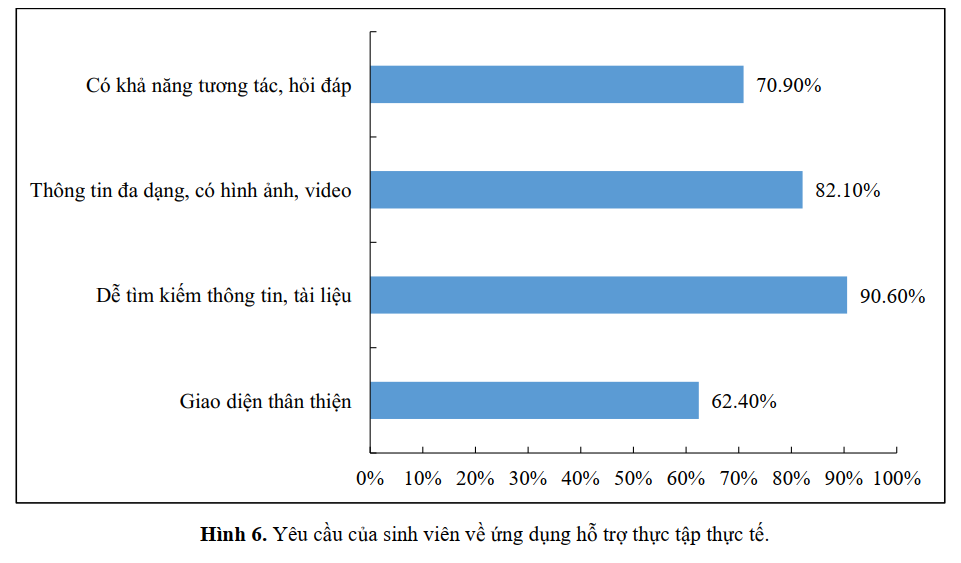 Có khả năng tương tác, hỏi đáp
70.90%
Thông tin đa dạng, có hình ảnh, video
82.10%
Dễ tìm kiếm thông tin, tài liệu
90.60%
Giao diện thân thiện
62.40%
0% 10% 20% 30% 40% 50% 60% 70% 80% 90% 100%
Hình 6. Yêu cầu của sinh viên về ứng dụng hỗ trợ thực tập thực tế.